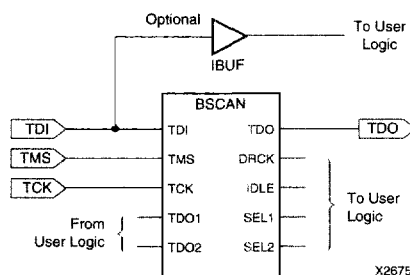 Optional
To User
Logic
IBUF
BSCAN
TDI
TDI
TDO
TDO
TMS
TMS
DRCK
TCK
TCK
IDLE
To User
Logic
From
User Logic
TDO1
SEL1
TDO2
SEL2
X2675